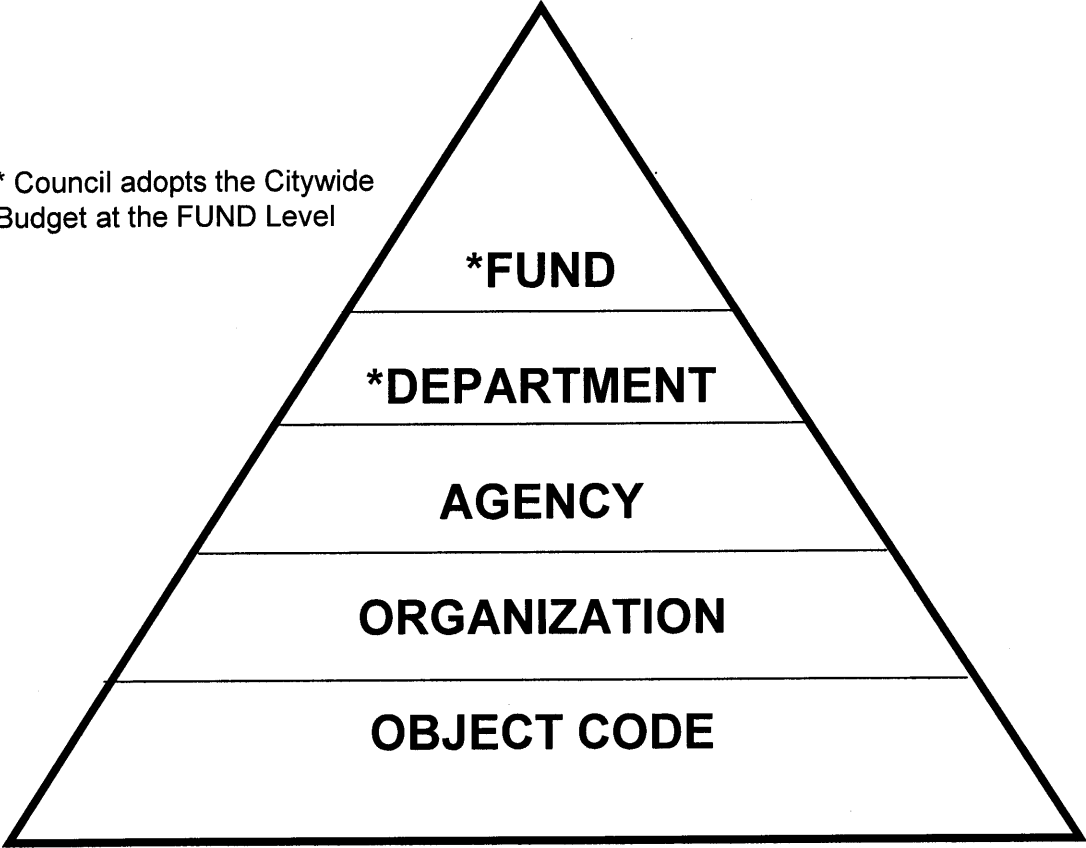 * Council adopts the Citywide
Budget at the FUND Level
*FUND
*DEPARTMENT
AGENCY
ORGANIZATION
OBJECT CODE